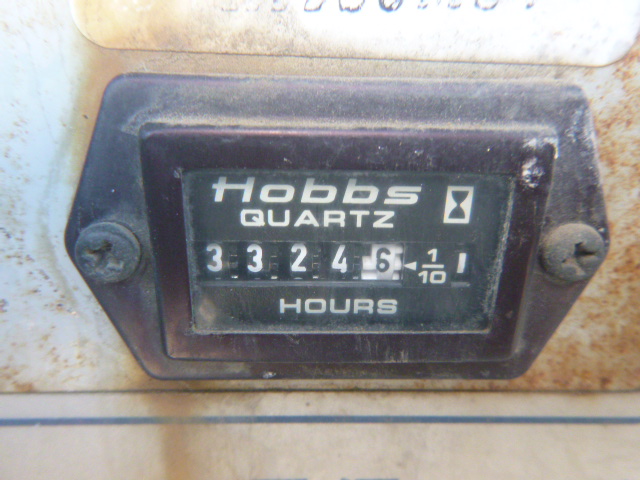 Hobbs
QUARTZ
3 3 2 4 6 ◄ 1/10
HOURS